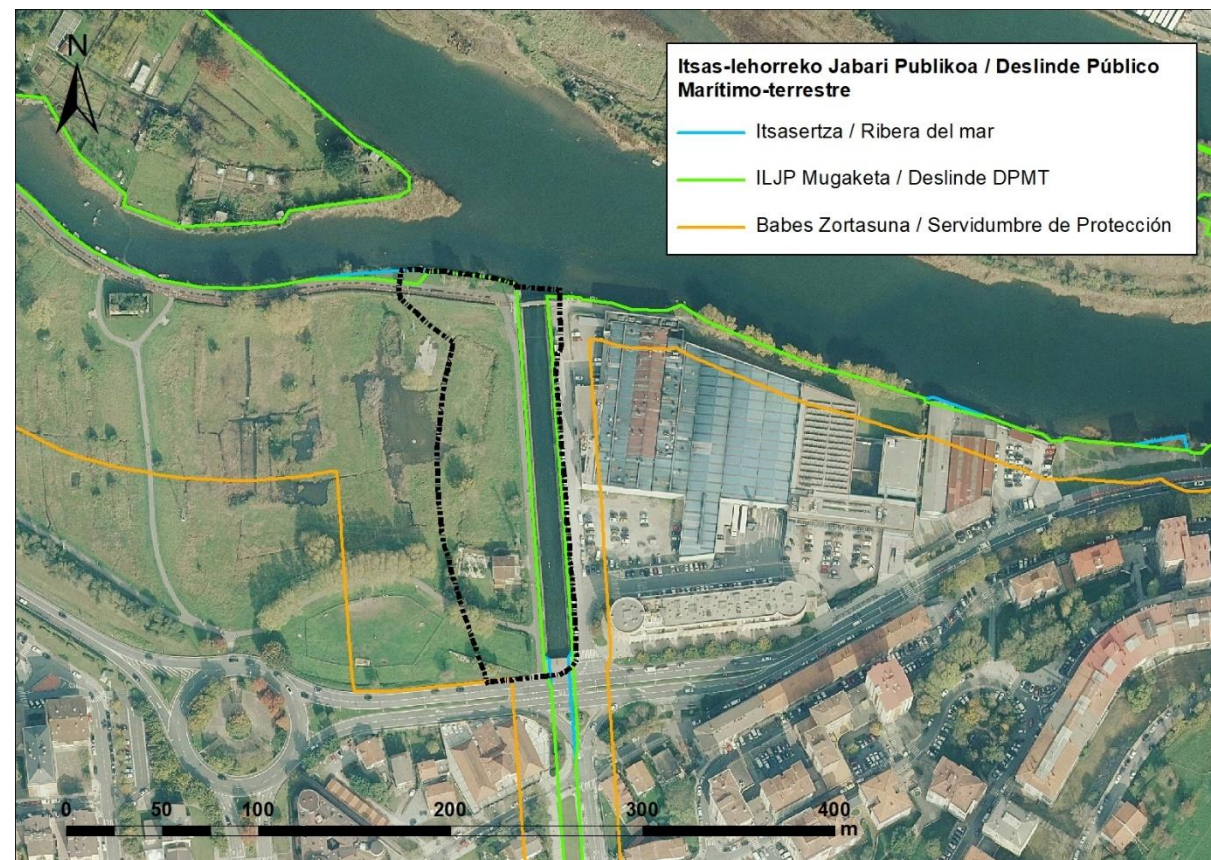 N
Itsas-lehorreko Jabari Publikoa / Deslinde Público
Marítimo-terrestre
Itsasertza / Ribera del mar
ILJP Mugaketa / Deslinde DPMT
Babes Zortasuna / Servidumbre de Protección
0 50 100 200 300 400
m